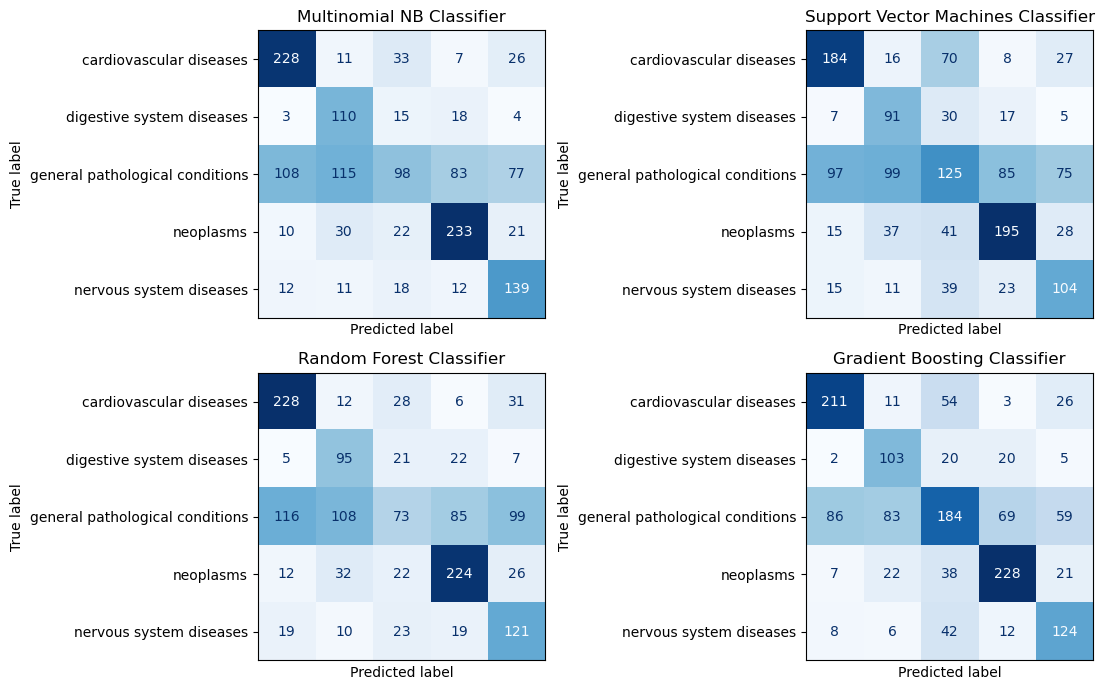 Multinomial NB Classifier
True label
cardiovascular diseases 228 11 33 7 26
digestive system diseases 3 110 15 18 4
general pathological conditions 108 115 98 83 77
neoplasms 10 30 22 233 21
nervous system diseases 12 11 18 12 139
Predicted label
Support Vector Machines Classifier
True label
cardiovascular diseases 184 16 70 8 27
digestive system diseases 7 91 30 17 5
general pathological conditions 97 99 125 85 75
neoplasms 15 37 41 195 28
nervous system diseases 15 11 39 23 104
Predicted label
Random Forest Classifier
True label
cardiovascular diseases 228 12 28 6 31
digestive system diseases 5 95 21 22 7
general pathological conditions 116 108 73 85 99
neoplasms 12 32 22 224 26
nervous system diseases 19 10 23 19 121
Predicted label
Gradient Boosting Classifier
True label
cardiovascular diseases 211 11 54 3 26
digestive system diseases 2 103 20 20 5
general pathological conditions 86 83 184 69 59
neoplasms 7 22 38 228 21
nervous system diseases 8 6 42 12 124
Predicted label